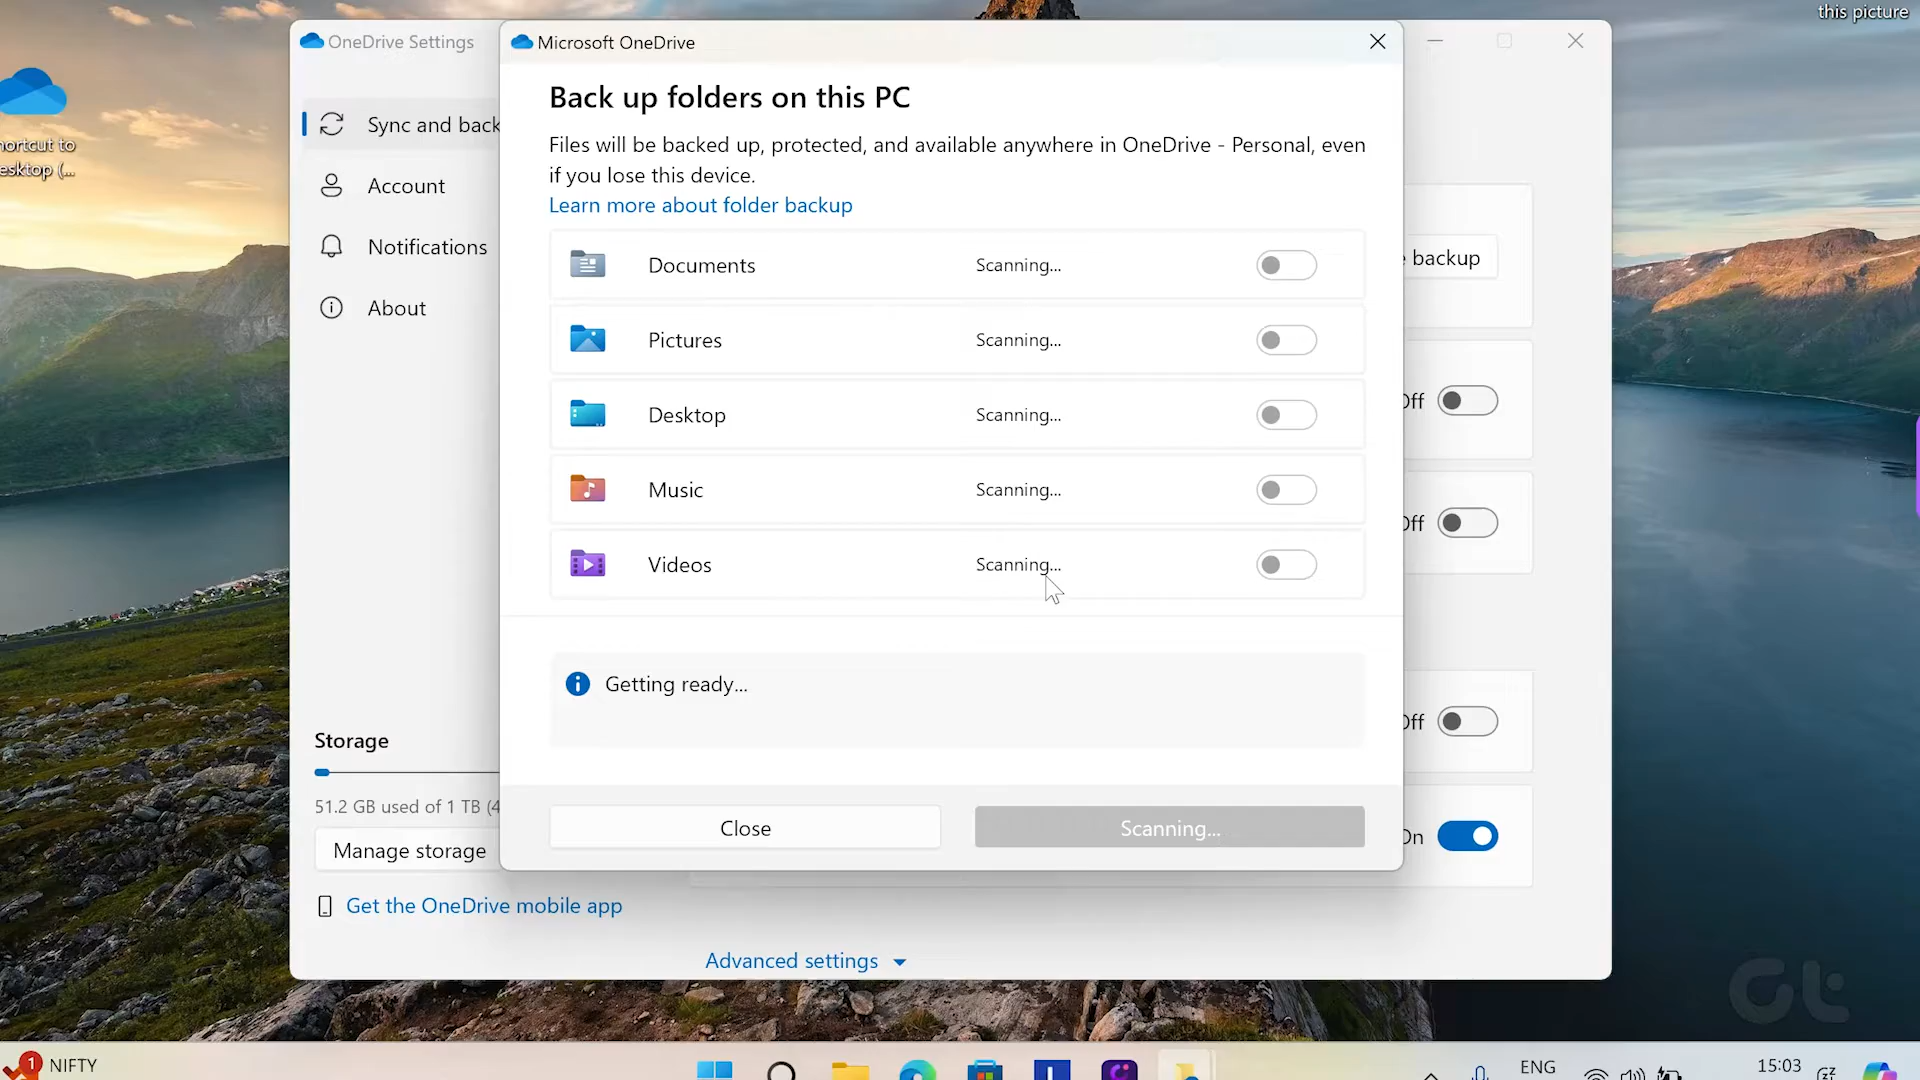 this picture
OneDrive Settings
Microsoft OneDrive
hortcut to
esktop (...
Sync and back
Account
Notifications
About
Back up folders on this PC
Files will be backed up, protected, and available anywhere in OneDrive - Personal, even
if you lose this device.
Learn more about folder backup
Documents Scanning...
Pictures Scanning...
Desktop Scanning...
Music Scanning...
Videos Scanning...
e backup
Off
Off
Off
On
Getting ready...
Close
Scanning...
Storage
51.2 GB used of 1 TB (4
Manage storage
Get the OneDrive mobile app
Advanced settings
Gt
1
NIFTY
ENG
15:03